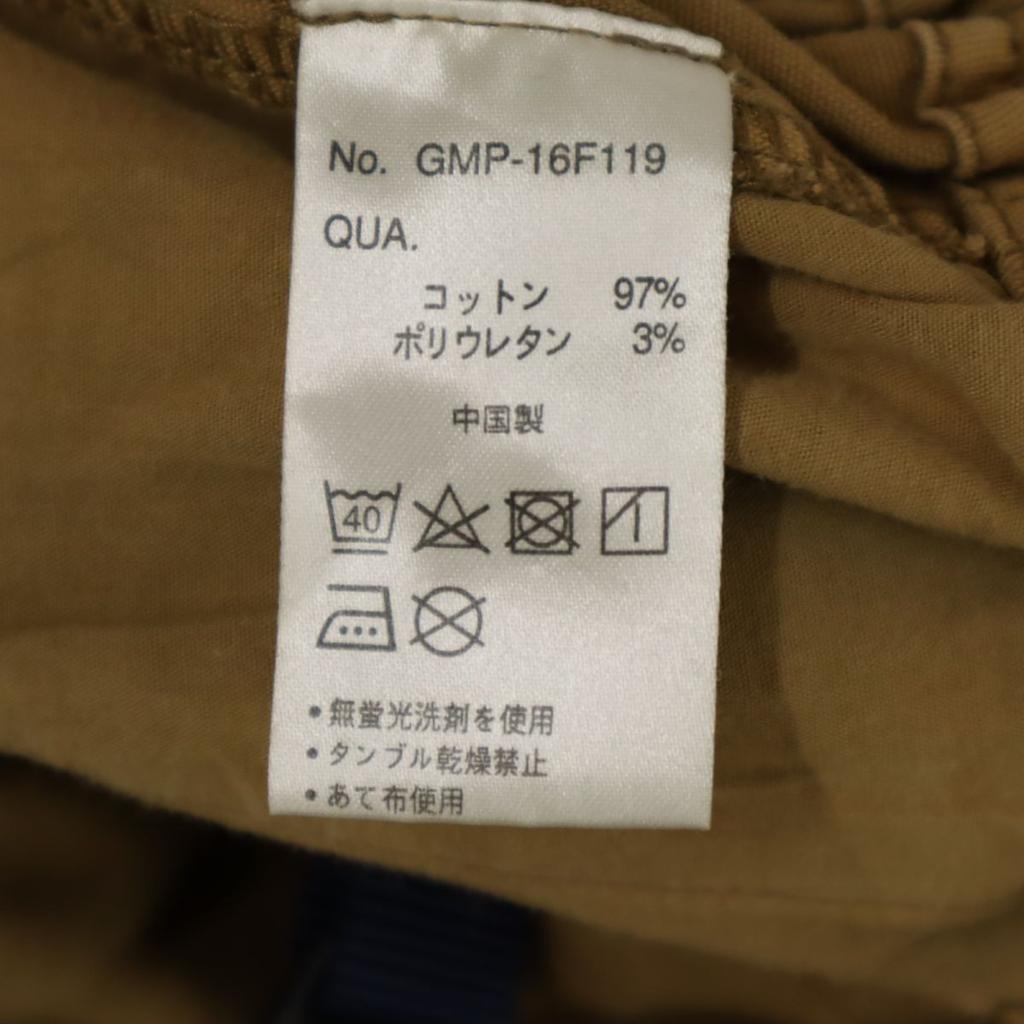 No. GMP-16F119
QUA.
コットン 97%
ポリウレタン 3%
中国製
40
・無蛍光洗剤を使用
・タンブル乾燥禁止
・あて布使用